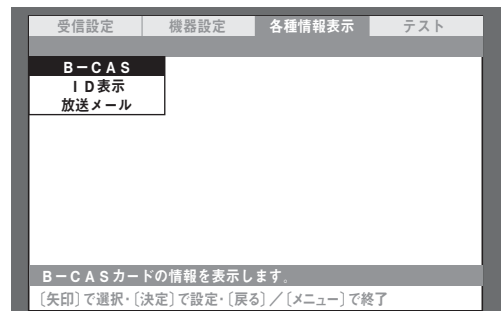 受信設定 機器設定 各種情報表示 テスト
B－CAS
ID表示
放送メール
B－CASカードの情報を表示します。
〔矢印〕で選択・〔決定〕で設定・〔戻る〕／〔メニュー〕で終了